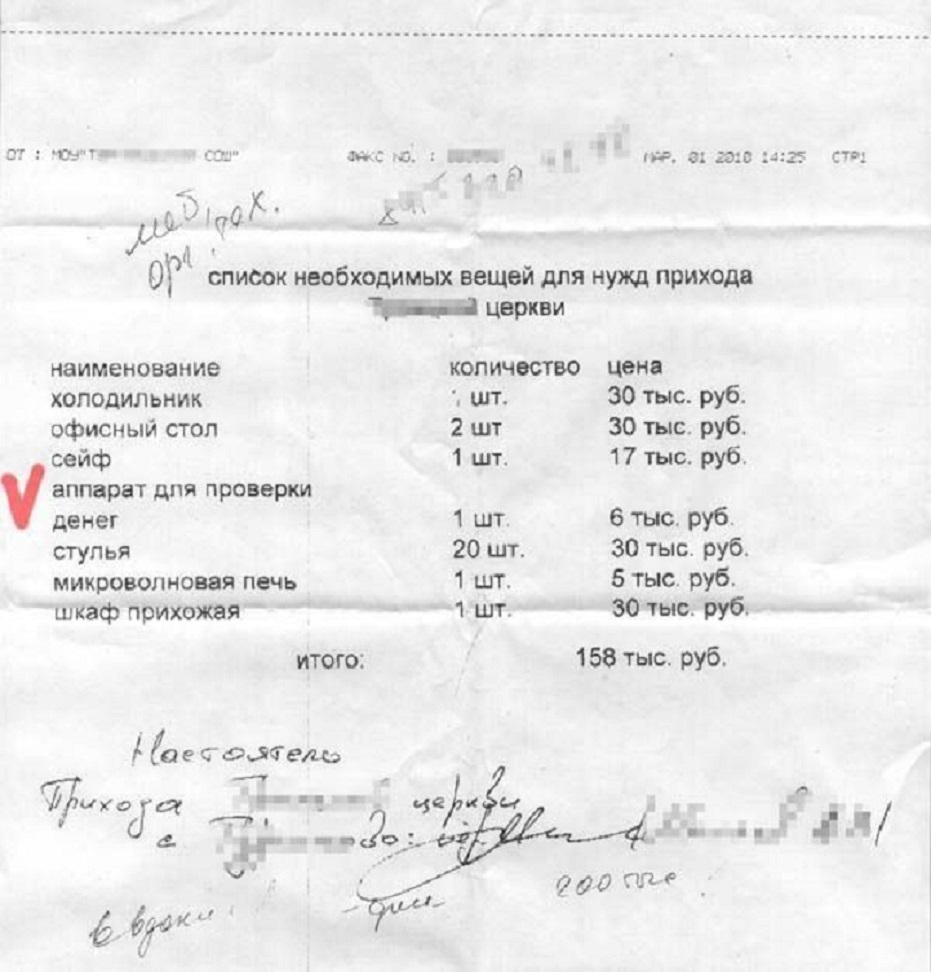 ОТ : МОУ"Т СОШ" ФАКС NO. : МАР. 01 2010 14:25 СТР1
список необходимых вещей для нужд прихода
церкви
наименование количество цена
холодильник шт. 30 тыс. руб.
офисный стол 2 шт 30 тыс. руб.
сейф 1 шт. 17 тыс. руб.
аппарат для проверки
денег 1 шт. 6 тыс. руб.
стулья 20 шт. 30 тыс. руб.
микроволновая печь 1 шт. 5 тыс. руб.
шкаф прихожая 1 шт. 30 тыс. руб.
итого: 158 тыс. руб.
Настоятель
Прихода церкви
с
200 тыс